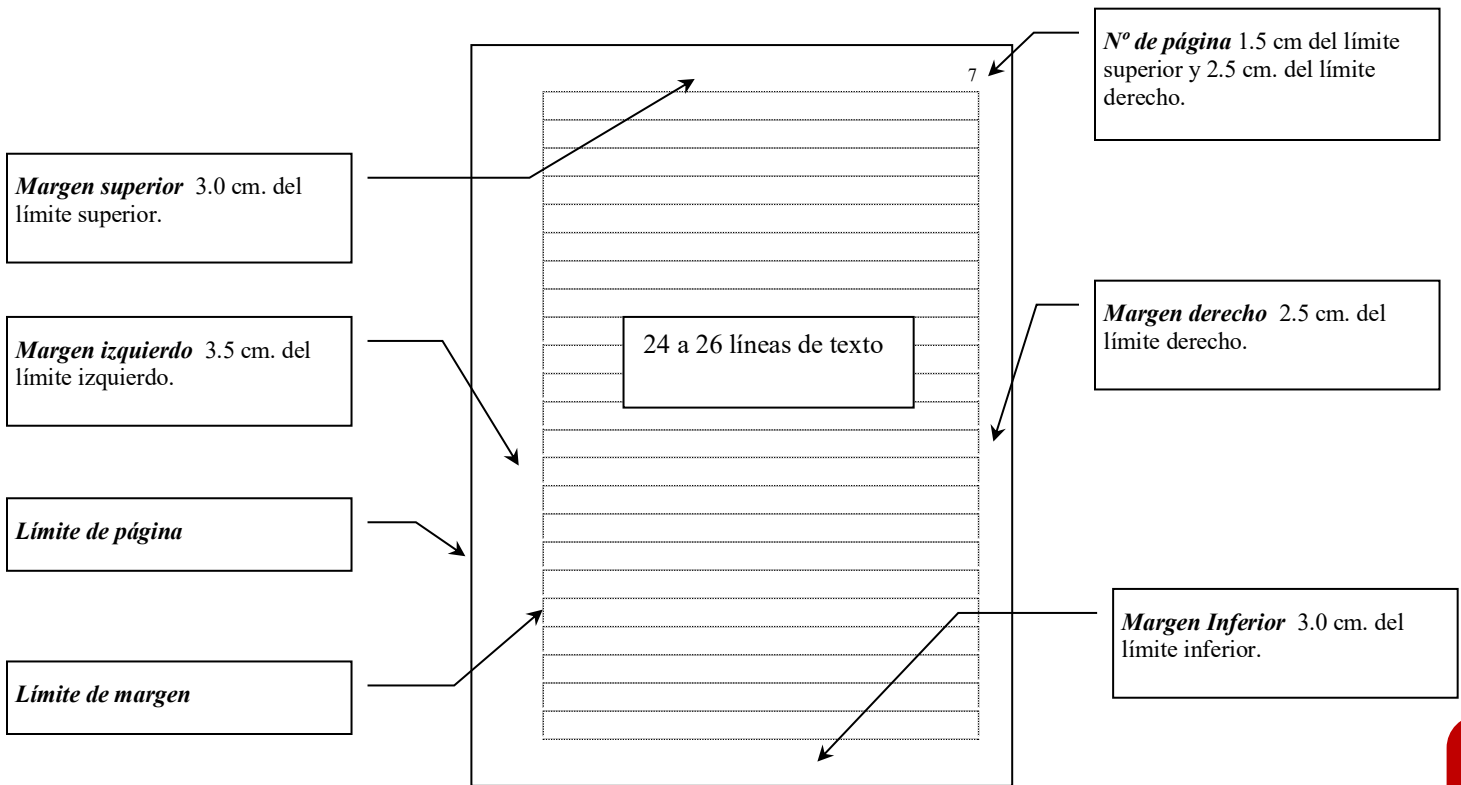 Nº de página 1.5 cm del límite
superior y 2.5 cm. del límite
derecho.
7
Margen superior 3.0 cm. del
límite superior.
Margen izquierdo 3.5 cm. del
límite izquierdo.
24 a 26 líneas de texto
Margen derecho 2.5 cm. del
límite derecho.
Límite de página
Margen Inferior 3.0 cm. del
límite inferior.
Límite de margen